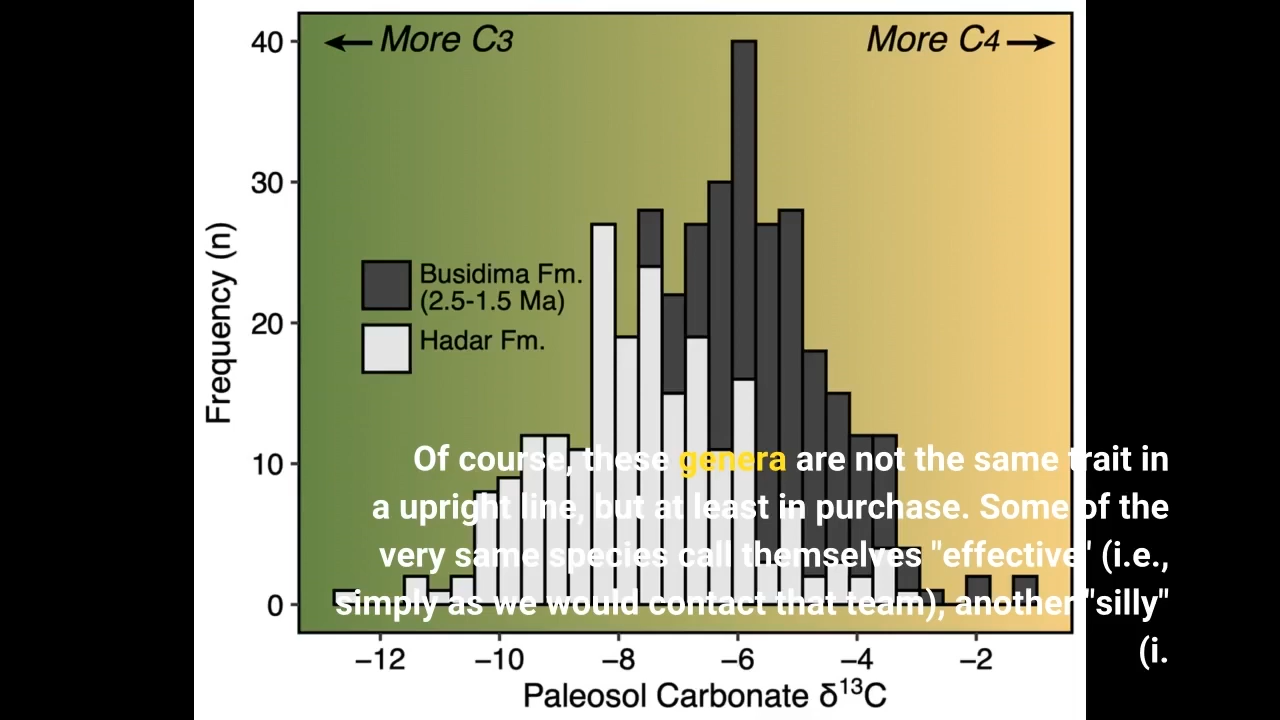 40
More C3
More C4
30
Busidima Fm.
(2.5-1.5 Ma)
20
Hadar Fm.
Frequency (n)
Of course, these genera are not the same trait in
10
a upright line, but at least in purchase. Some of the
very same species call themselves "effective" (i.e.,
simply as we would contact that team), another "silly"
0
(i.
−12 −10 −8 −6 −4 −2
Paleosol Carbonate δ¹³C